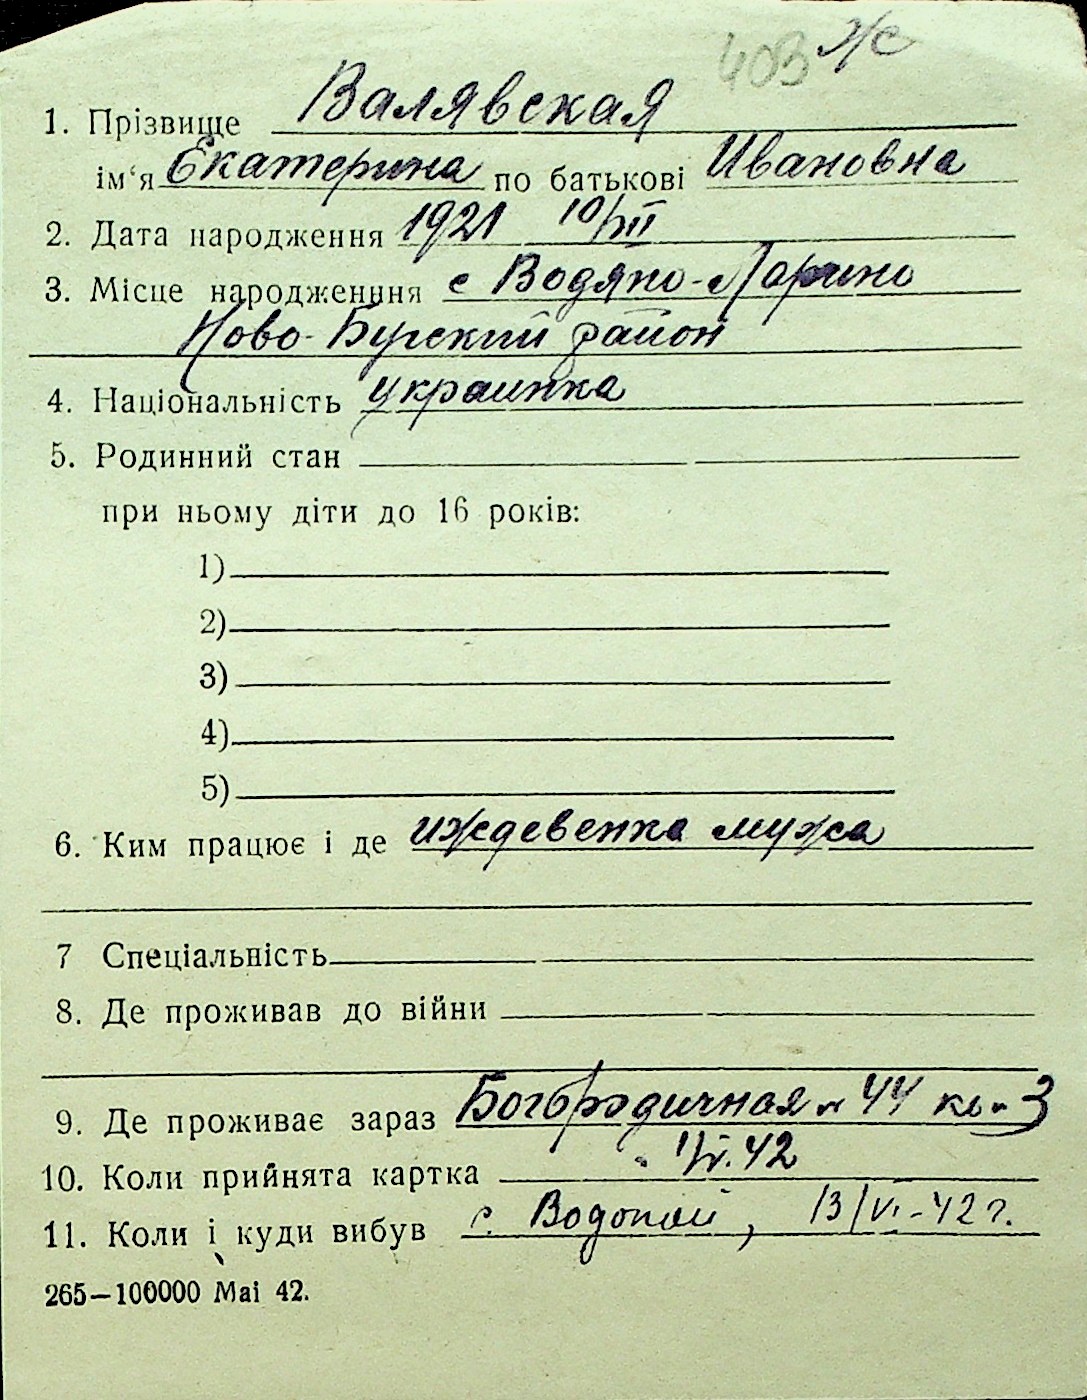 403 ж
1. Прізвище Валявская
ім‘я Екатерина по батькові Ивановна
2. Дата народження 1921 10/XII
3. Місце народженння с Водяно-Лорино
Ново-Бугский район
4. Національність украинка
5. Родинний стан
при ньому діти до 16 років:
1)
2)
3)
4)
5)
6. Ким працює і де иждевенка мужа
7 Спеціальність
8. Де проживав до війни
9. Де проживає зараз Богородичная 44 кв 3
10. Коли прийнята картка 42
11. Коли і куди вибув с. Водопой, 13/VI-42 г.
265—100000 Mai 42.